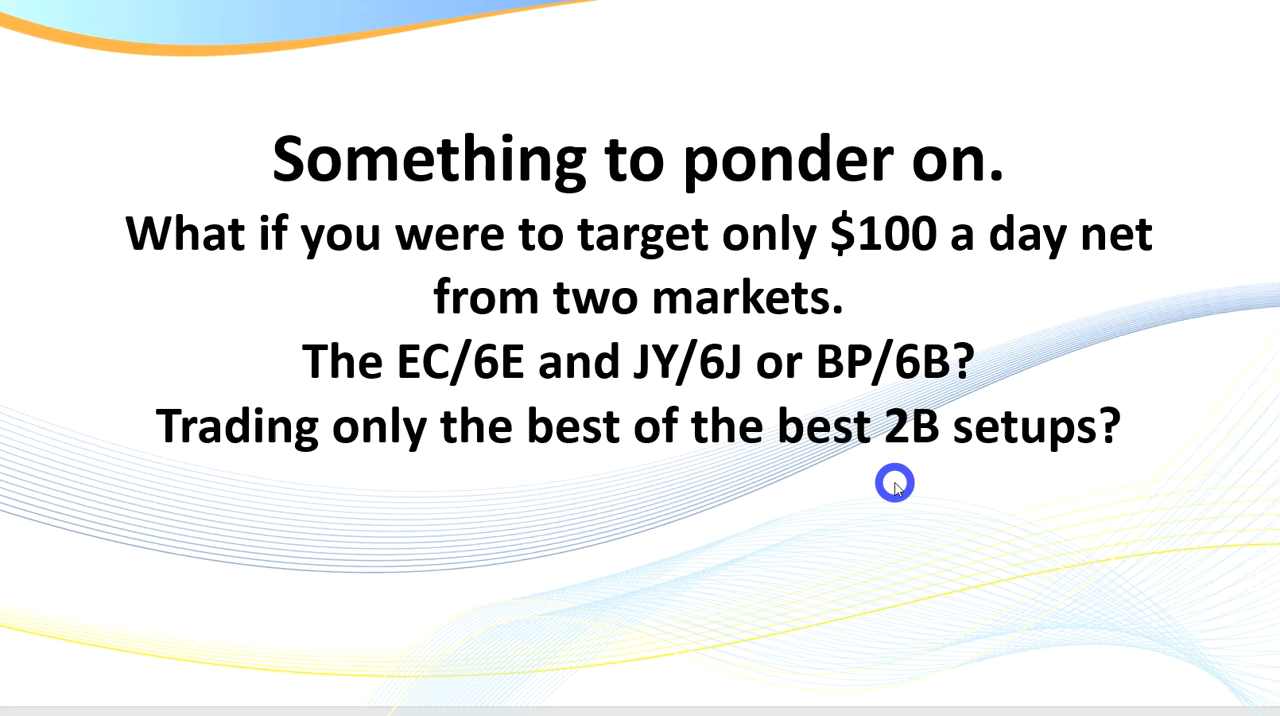 Something to ponder on.
What if you were to target only $100 a day net
from two markets.
The EC/6E and JY/6J or BP/6B?
Trading only the best of the best 2B setups?